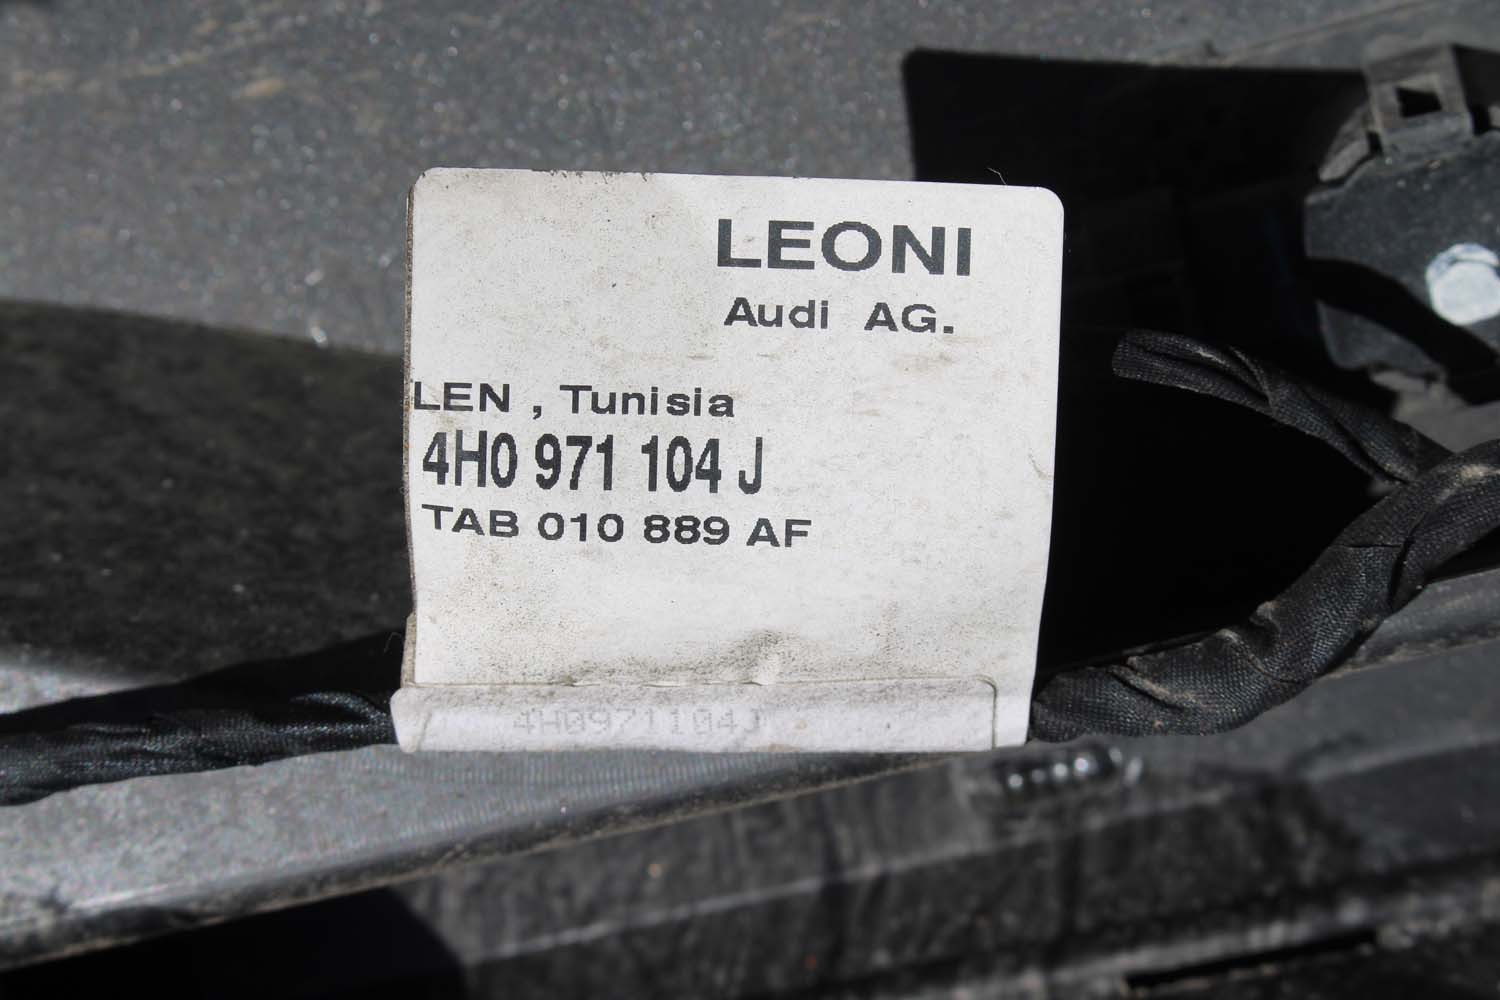 LEONI
Audi AG.
LEN , Tunisia
4H0 971 104 J
TAB 010 889 AF
4H0971104J